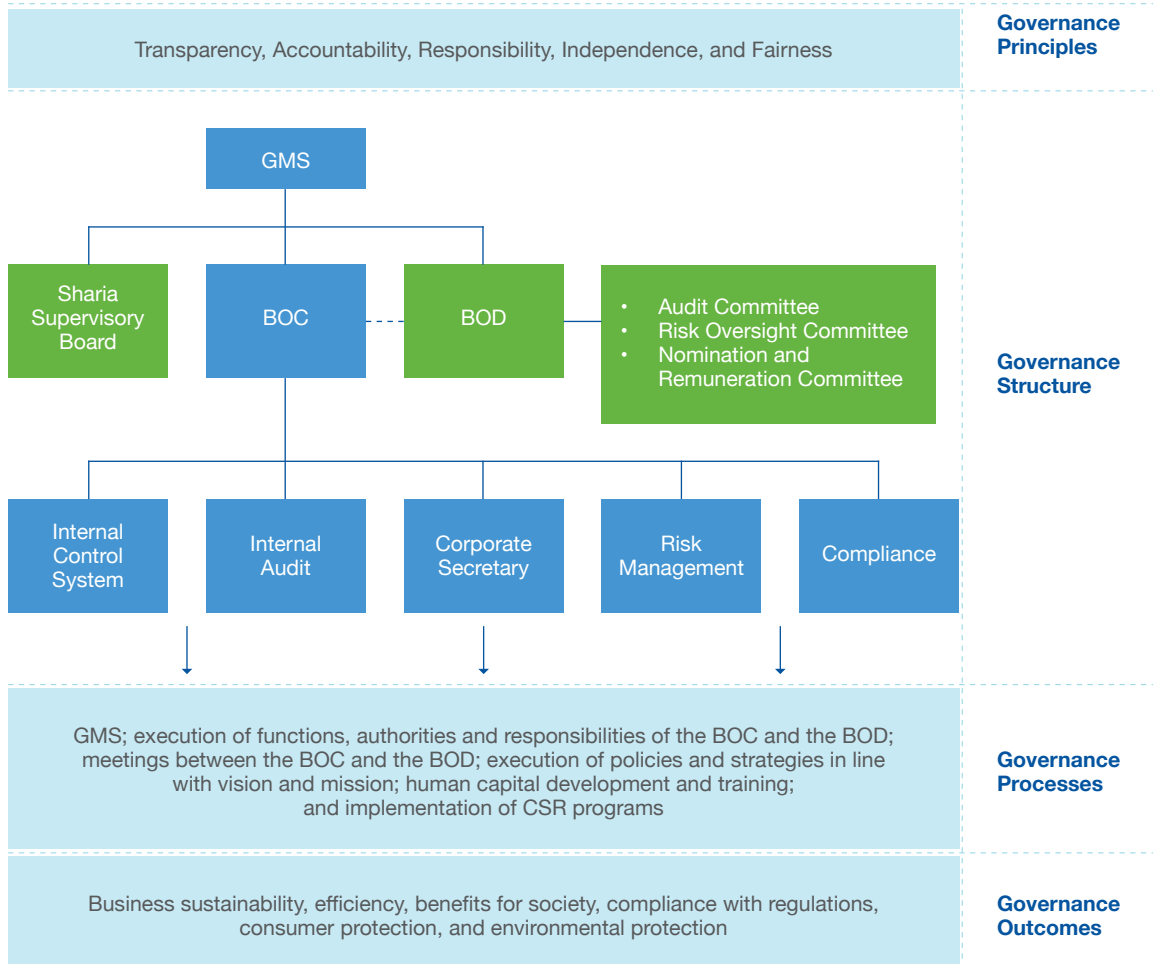 Transparency, Accountability, Responsibility, Independence, and Fairness
Governance
Principles
GMS
Sharia
Supervisory
Board
BOC
BOD
• Audit Committee
• Risk Oversight Committee
• Nomination and
Remuneration Committee
Governance
Structure
Internal
Control
System
Internal
Audit
Corporate
Secretary
Risk
Management
Compliance
GMS; execution of functions, authorities and responsibilities of the BOC and the BOD;
meetings between the BOC and the BOD; execution of policies and strategies in line
with vision and mission; human capital development and training;
and implementation of CSR programs
Governance
Processes
Business sustainability, efficiency, benefits for society, compliance with regulations,
consumer protection, and environmental protection
Governance
Outcomes